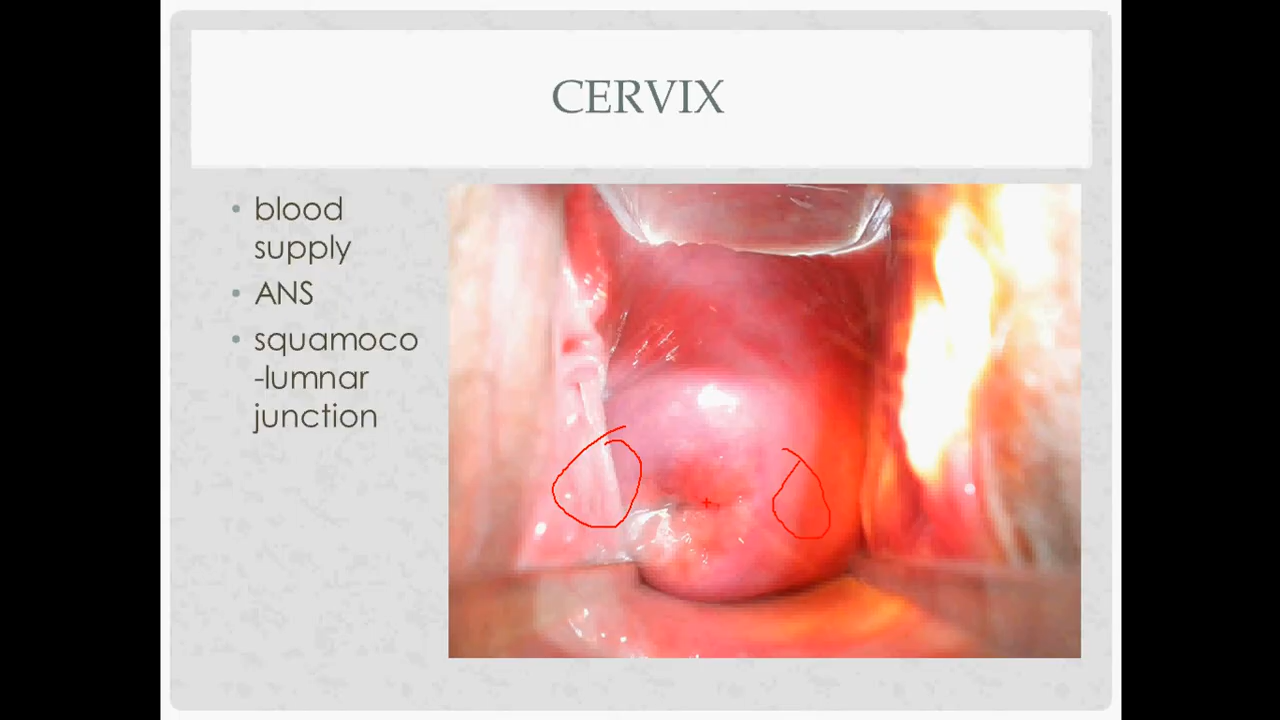 CERVIX
• blood
supply
• ANS
• squamoco
-lumnar
junction